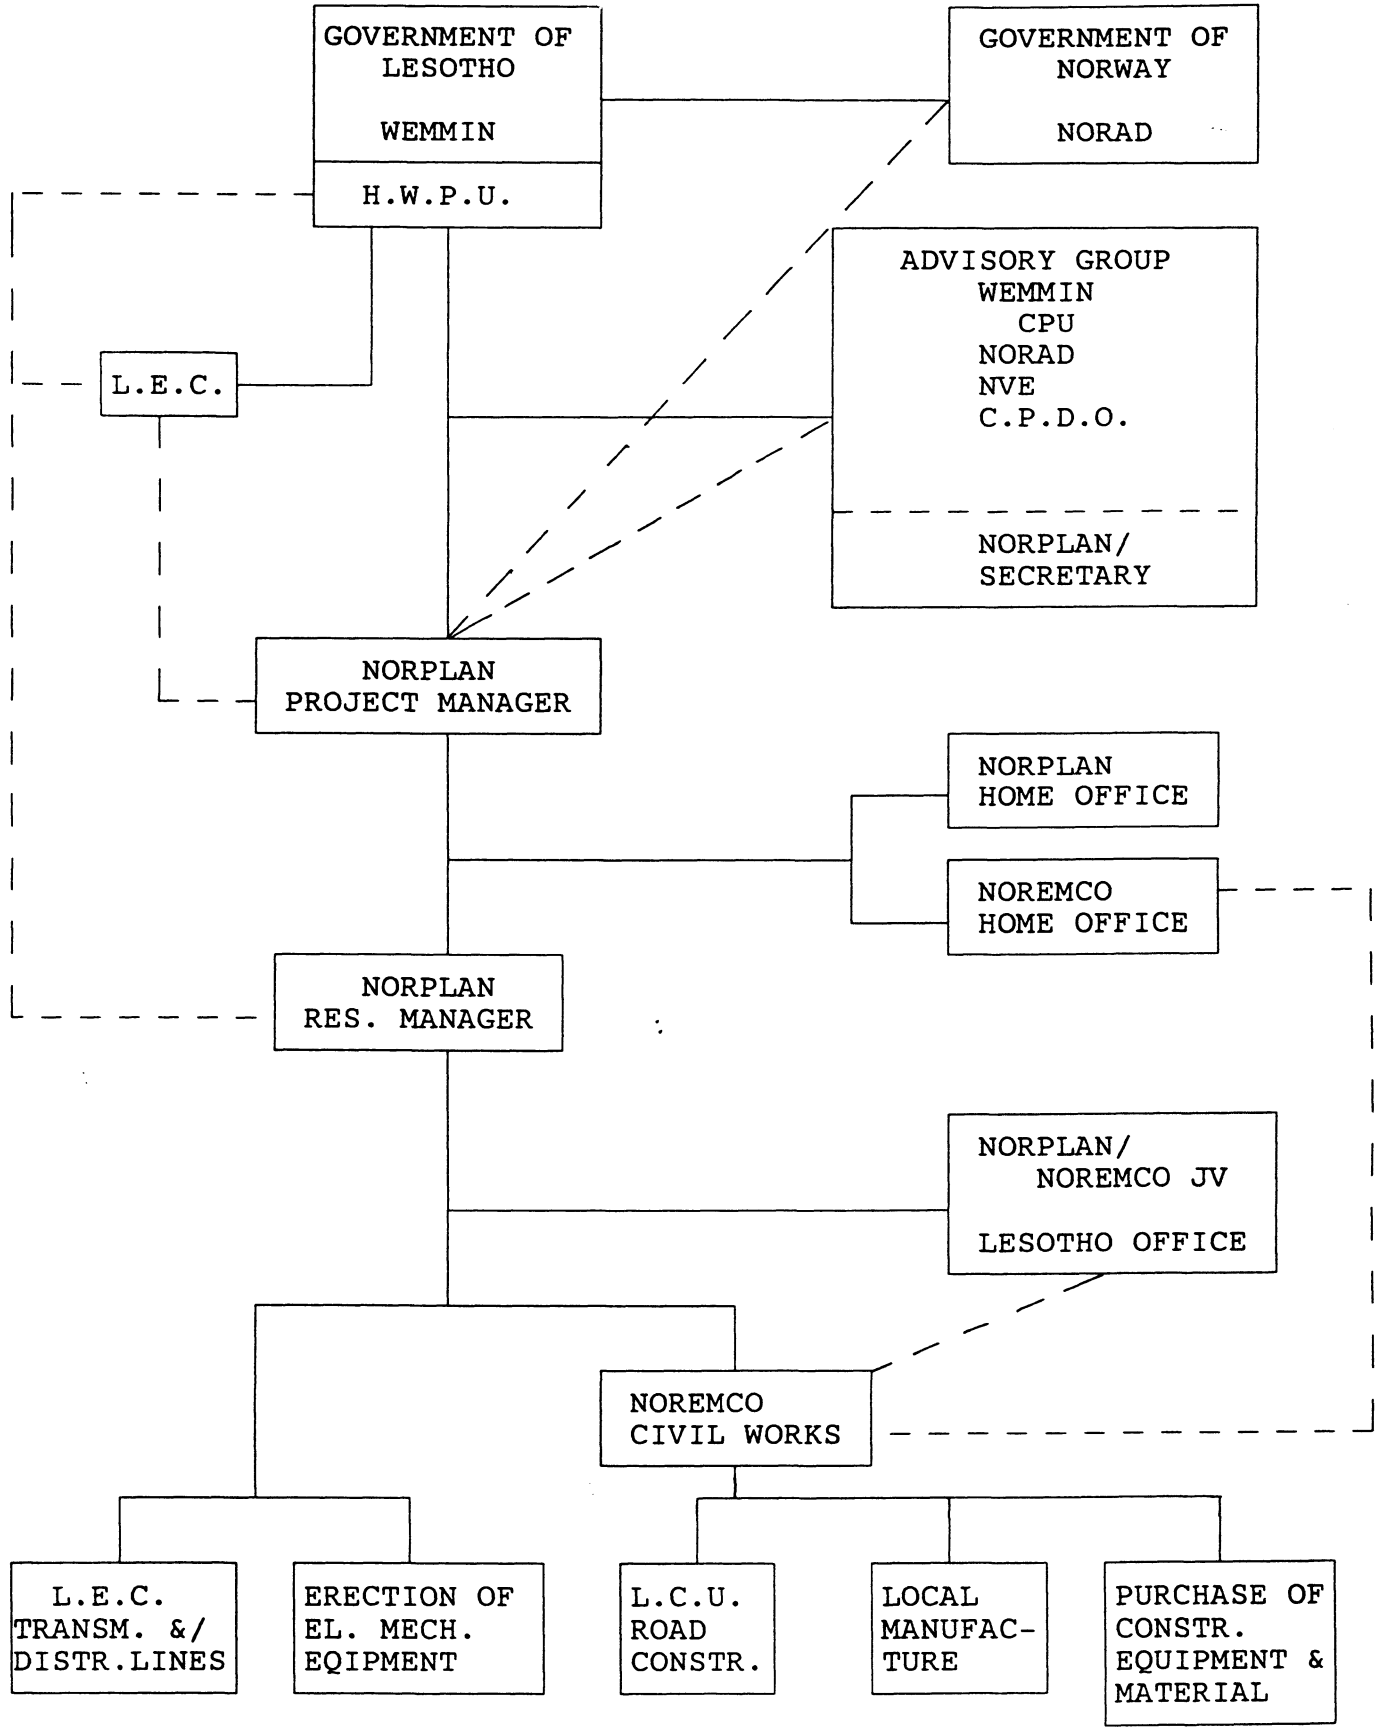 GOVERNMENT OF
LESOTHO
WEMMIN
H.W.P.U.
GOVERNMENT OF
NORWAY
NORAD
ADVISORY GROUP
WEMMIN
CPU
NORAD
NVE
C.P.D.O.
NORPLAN/
SECRETARY
L.E.C.
NORPLAN
PROJECT MANAGER
NORPLAN
HOME OFFICE
NOREMCO
HOME OFFICE
NORPLAN
RES. MANAGER
NORPLAN/
NOREMCO JV
LESOTHO OFFICE
NOREMCO
CIVIL WORKS
L.E.C.
TRANSM. &/
DISTR.LINES
ERECTION OF
EL. MECH.
EQIPMENT
L.C.U.
ROAD
CONSTR.
LOCAL
MANUFAC-
TURE
PURCHASE OF
CONSTR.
EQUIPMENT &
MATERIAL